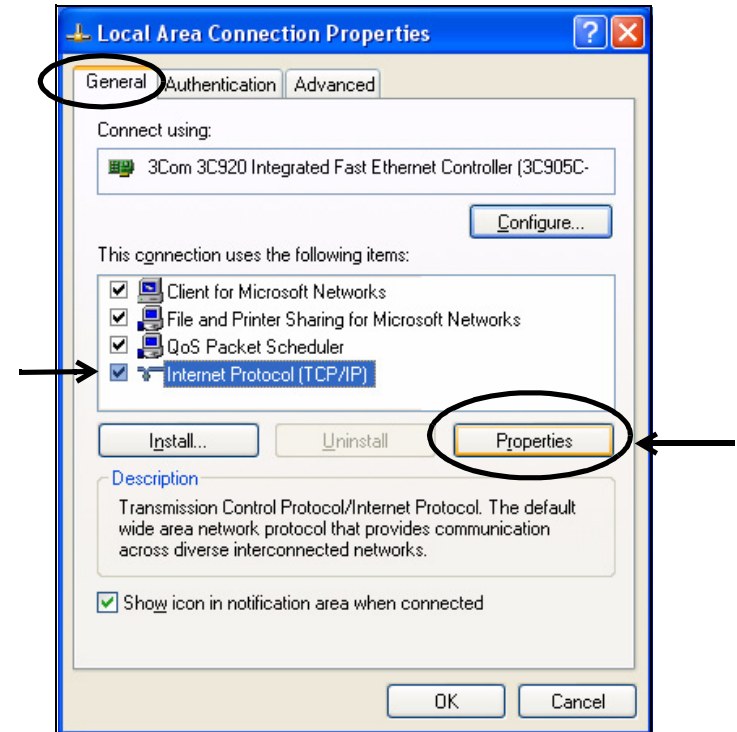 Local Area Connection Properties
General Authentication Advanced
Connect using:
3Com 3C920 Integrated Fast Ethernet Controller (3C905C-
Configure...
This connection uses the following items:
Client for Microsoft Networks
File and Printer Sharing for Microsoft Networks
QoS Packet Scheduler
Internet Protocol (TCP/IP)
Install... Uninstall Properties
Description
Transmission Control Protocol/Internet Protocol. The default
wide area network protocol that provides communication
across diverse interconnected networks.
Show icon in notification area when connected
OK Cancel